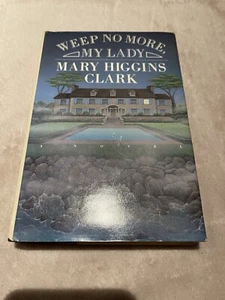 WEEP NO MORE,
MY LADY
MARY HIGGINS
CLARK
A NOVEL